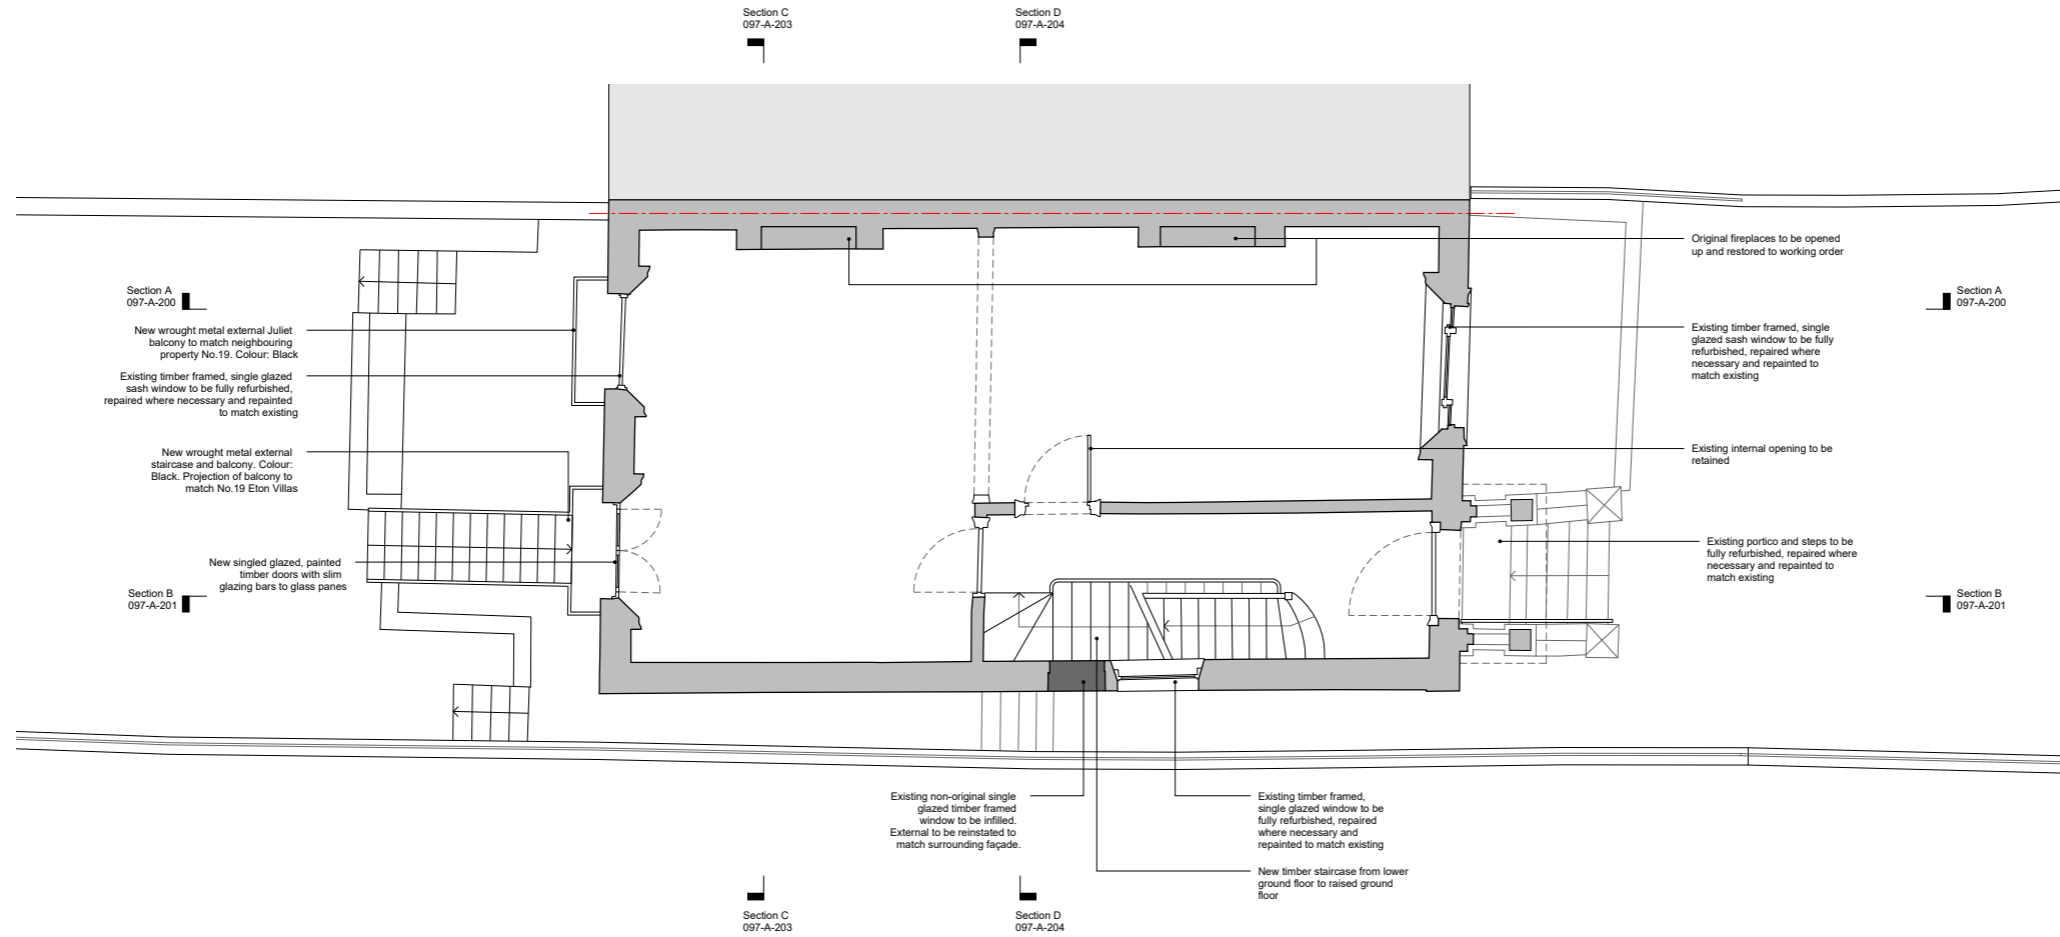 Section C
097-A-203
Section D
097-A-204
Original fireplaces to be opened
up and restored to working order
Section A
097-A-200
Section A
097-A-200
New wrought metal external Juliet
balcony to match neighbouring
property No.19. Colour: Black
Existing timber framed, single
glazed sash window to be fully
refurbished, repaired where
necessary and repainted to
match existing
Existing timber framed, single glazed
sash window to be fully refurbished,
repaired where necessary and repainted
to match existing
New wrought metal external
staircase and balcony. Colour:
Black. Projection of balcony to
match No.19 Eton Villas
Existing internal opening to be
retained
New singled glazed, painted
timber doors with slim
glazing bars to glass panes
Existing portico and steps to be
fully refurbished, repaired where
necessary and repainted to
match existing
Section B
097-A-201
Section B
097-A-201
Existing non-original single
glazed timber framed
window to be infilled.
External to be reinstated to
match surrounding façade.
Existing timber framed,
single glazed window to be
fully refurbished, repaired
where necessary and
repainted to match existing
New timber staircase from lower
ground floor to raised ground
floor
Section C
097-A-203
Section D
097-A-204